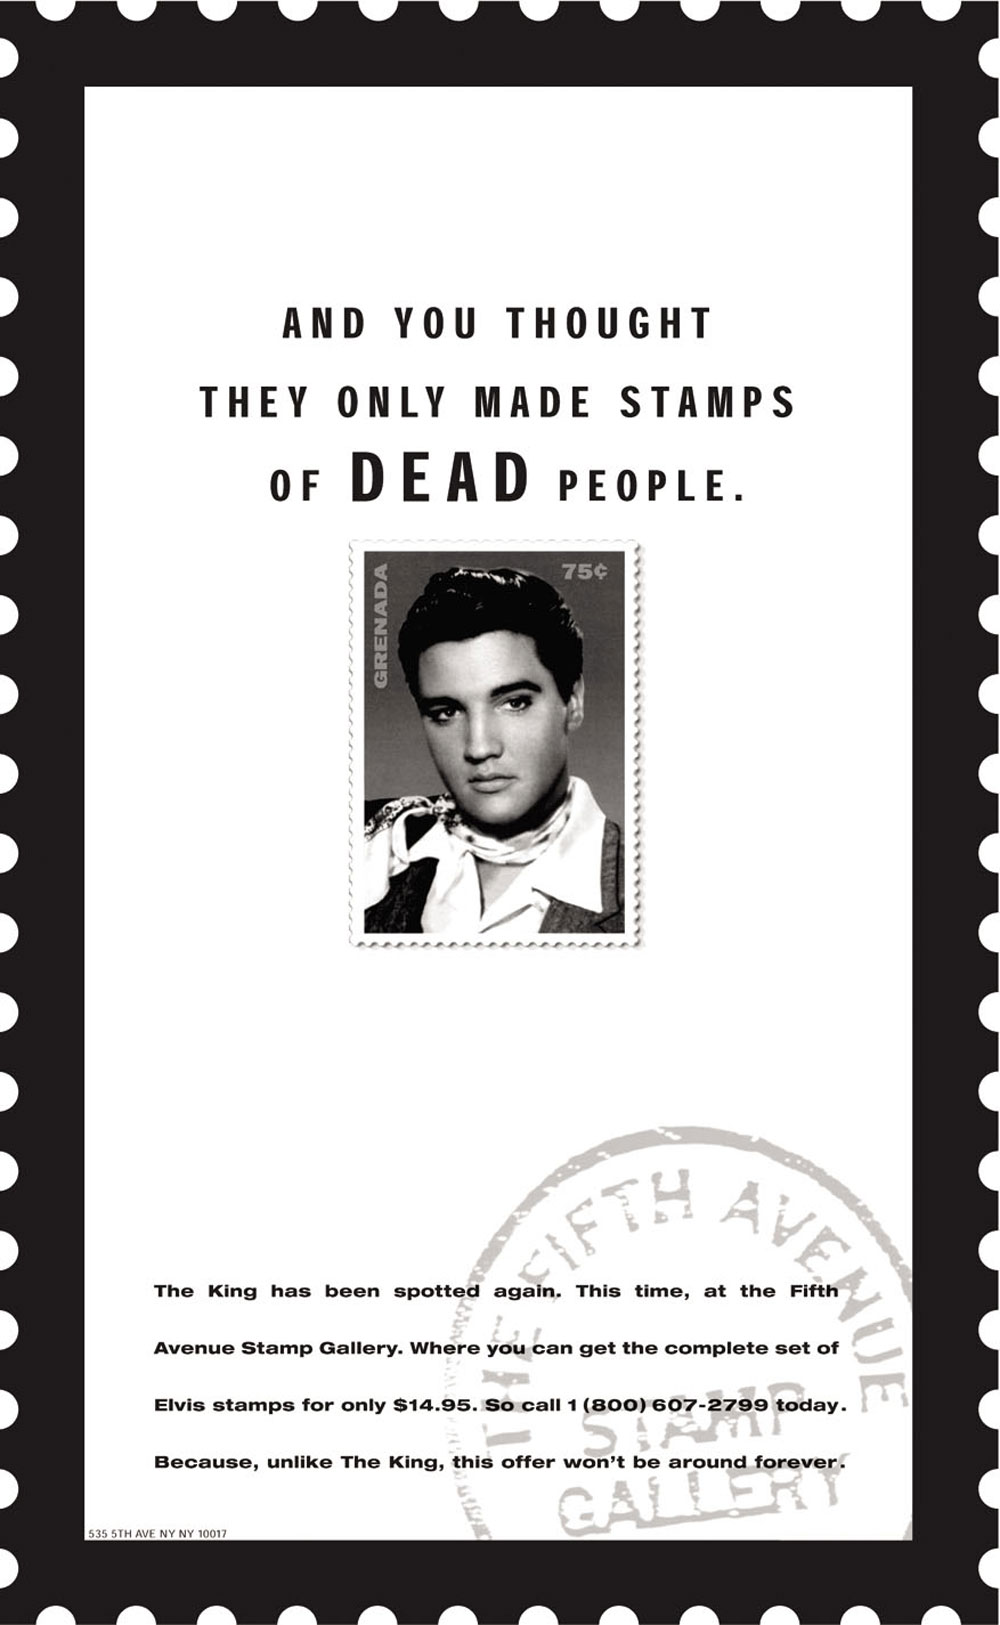 AND YOU THOUGHT
THEY ONLY MADE STAMPS
OF DEAD PEOPLE.
GRENADA
75¢
THE FIFTH AVENUE
STAMP
GALLERY
The King has been spotted again. This time, at the Fifth
Avenue Stamp Gallery. Where you can get the complete set of
Elvis stamps for only $14.95. So call 1 (800) 607-2799 today.
Because, unlike The King, this offer won't be around forever.
535 5TH AVE NY NY 10017